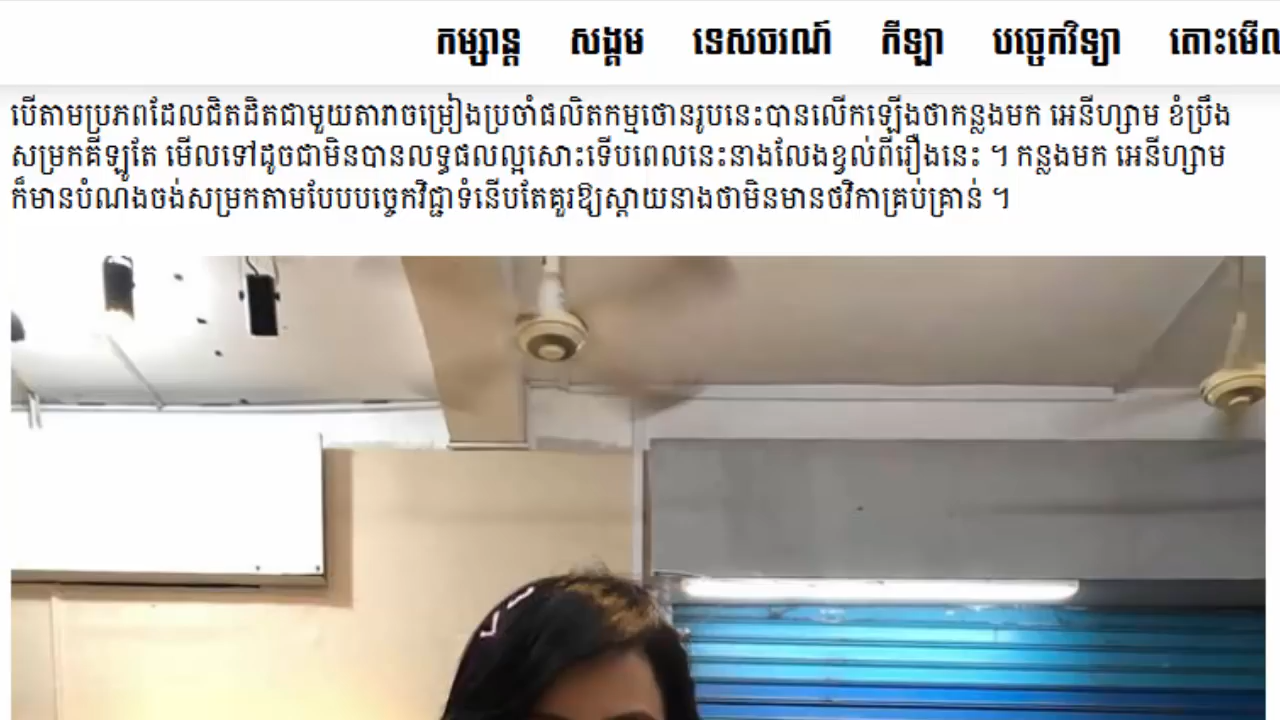 កម្សាន្ត សង្គម ទេសចរណ៍ កីឡា បច្ចេកវិទ្យា តោះមើល
បើតាមប្រភពដែលជិតដិតជាមួយតារាចម្រៀងប្រចាំផលិតកម្មថោនរូបនេះបានលើកឡើងថាកន្លងមក អេនីហ្សាម ខំប្រឹង
សម្រកគីឡូតែ មើលទៅដូចជាមិនបានលទ្ធផលល្អសោះទើបពេលនេះនាងលែងខ្វល់ពីរឿងនេះ ។ កន្លងមក អេនីហ្សាម
ក៏មានបំណងចង់សម្រកតាមបែបបច្ចេកវិជ្ជាទំនើបតែគួរឱ្យស្ដាយនាងថាមិនមានថវិកាគ្រប់គ្រាន់ ។